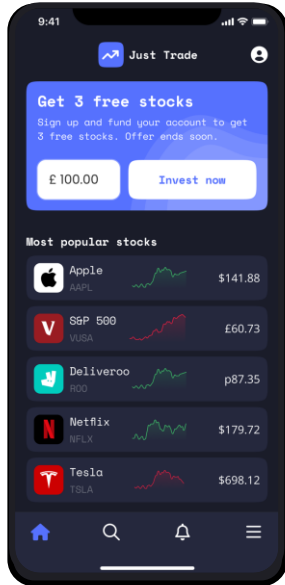 9:41
Just Trade
Get 3 free stocks
Sign up and fund your account to get
3 free stocks. Offer ends soon.
£ 100.00
Invest now
Most popular stocks
Apple
AAPL
$141.88
V
S&P 500
VUSA
£60.73
Deliveroo
ROO
p87.35
N
Netflix
NFLX
$179.72
Tesla
TSLA
$698.12